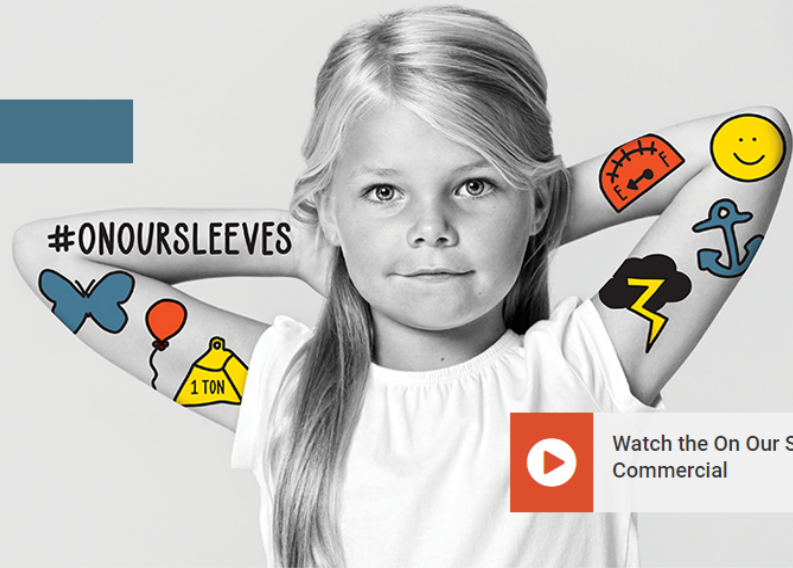 #ONOURSLEEVES
1 TON
F
E
Watch the On Our S
Commercial